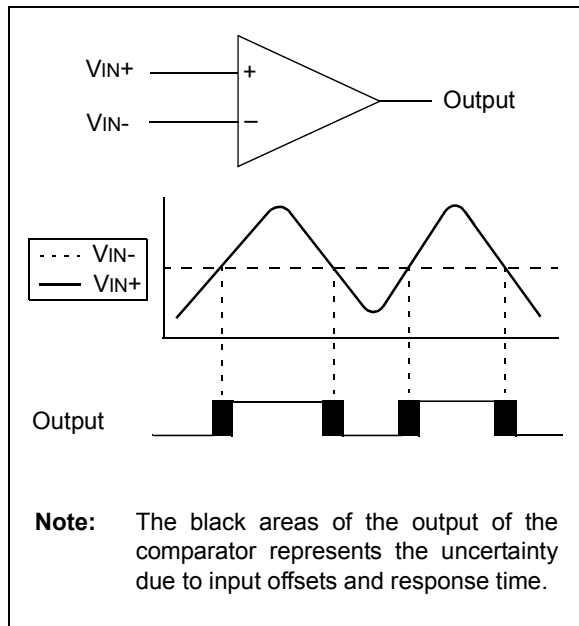 VIN+
+
Output
VIN-
–
VIN-
VIN+
Output
Note: The black areas of the output of the
comparator represents the uncertainty
due to input offsets and response time.